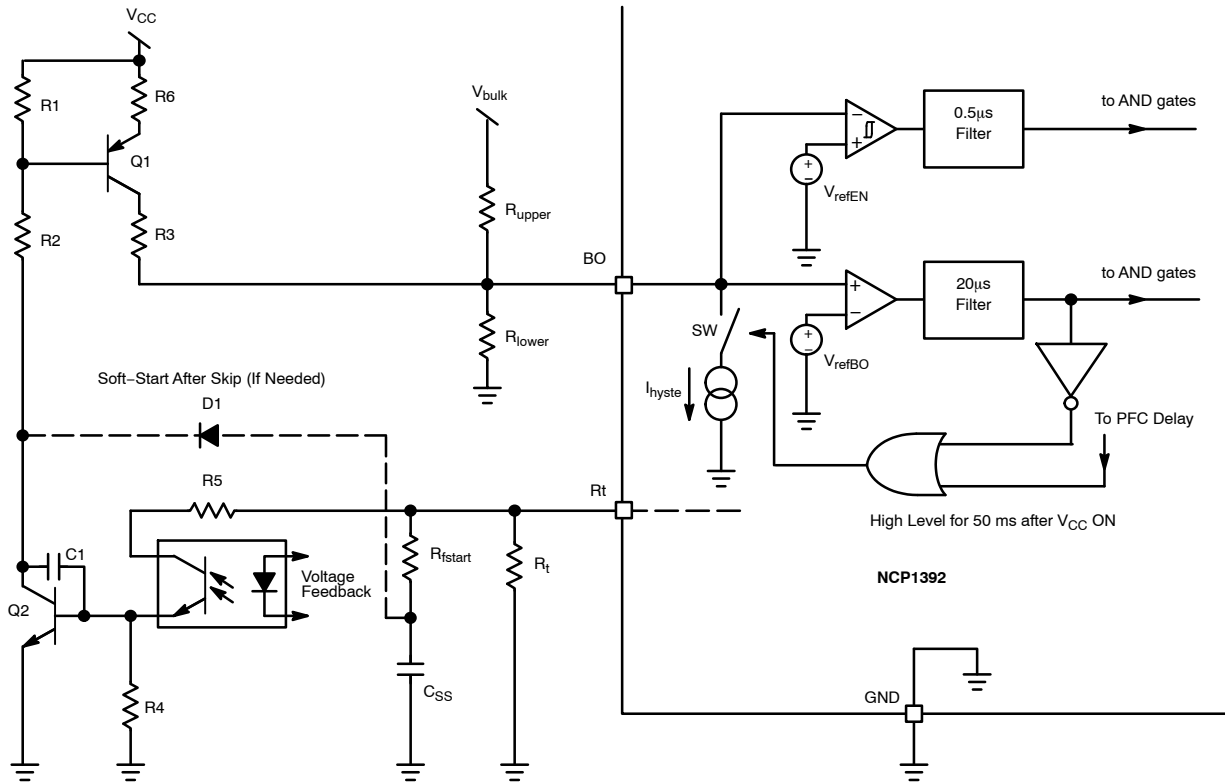 VCC
R1
R6
Q1
R2
R3
Vbulk
Rupper
BO
Rlower
to AND gates
0.5µs
Filter
VrefEN
to AND gates
20µs
Filter
SW
VrefBO
Ihyste
To PFC Delay
High Level for 50 ms after VCC ON
NCP1392
Soft–Start After Skip (If Needed)
D1
R5
Rt
C1
Voltage
Feedback
Rfstart
Rt
Q2
R4
CSS
GND